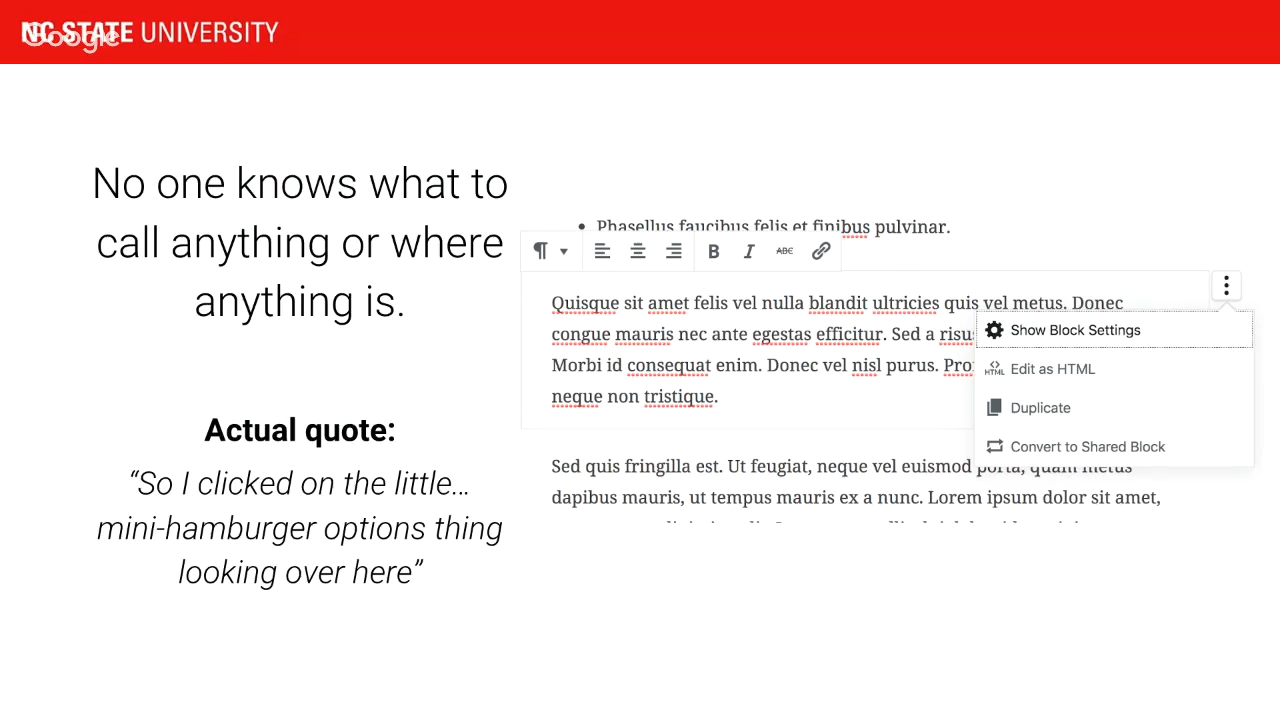 NC STATE UNIVERSITY
Google
No one knows what to
call anything or where
anything is.
Actual quote:
“So I clicked on the little...
mini-hamburger options thing
looking over here”
Phasellus faucibus felis et finibus pulvinar.
B I ABC
Quisque sit amet felis vel nulla blandit ultricies quis vel metus. Donec
congue mauris nec ante egestas efficitur. Sed a risus
Morbi id consequat enim. Donec vel nisl purus.
neque non tristique.
Show Block Settings
HTML Edit as HTML
Duplicate
Convert to Shared Block
Sed quis fringilla est. Ut feugiat, neque vel euismod porta, quam metus
dapibus mauris, ut tempus mauris ex a nunc. Lorem ipsum dolor sit amet,